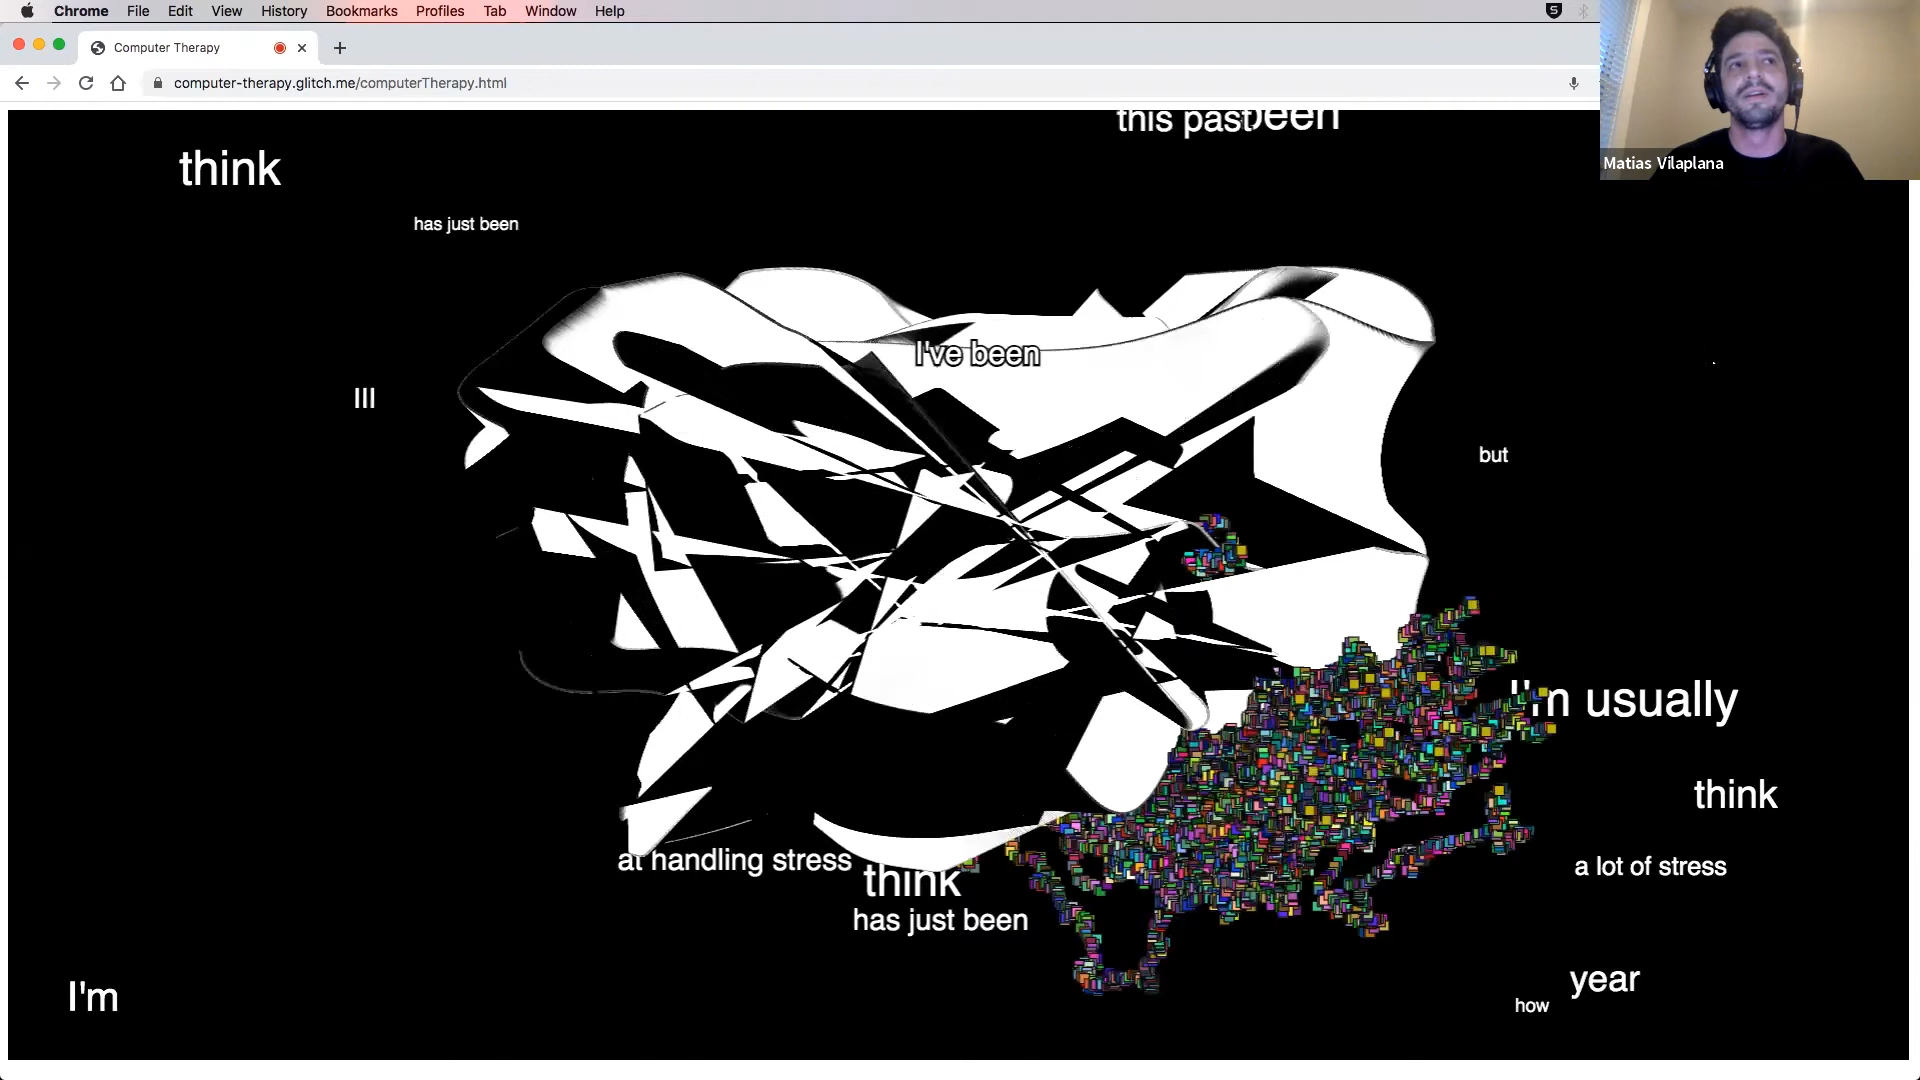 Chrome File Edit View History Bookmarks Profiles Tab Window Help
S
Computer Therapy
computer-therapy.glitch.me/computerTherapy.html
Matias Vilaplana
this past
been
think
has just been
I've been
III
but
I'm usually
think
at handling stress
a lot of stress
think
has just been
year
I'm
how